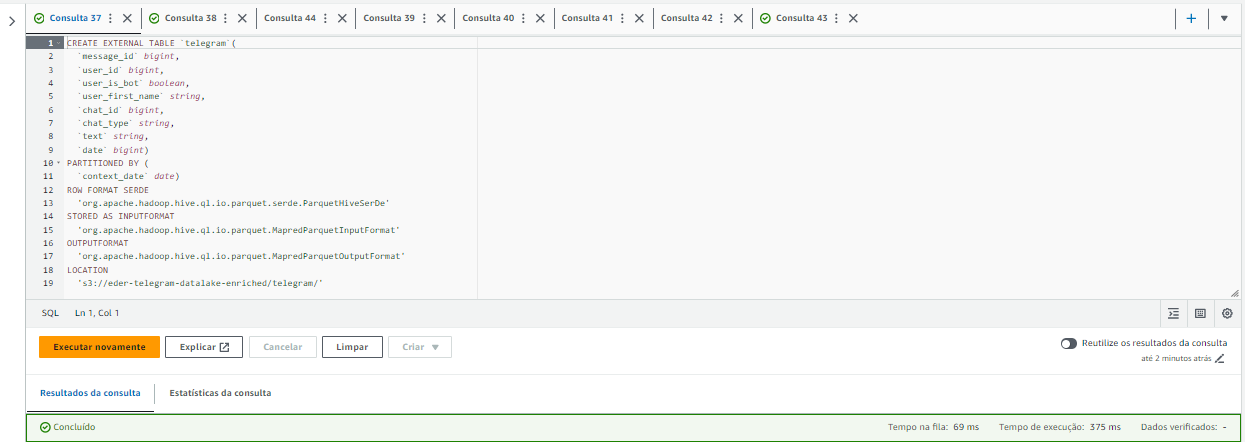 Consulta 37 Consulta 38 Consulta 44 Consulta 39 Consulta 40 Consulta 41 Consulta 42 Consulta 43
1 CREATE EXTERNAL TABLE `telegram`(
2 `message_id` bigint,
3 `user_id` bigint,
4 `user_is_bot` boolean,
5 `user_first_name` string,
6 `chat_id` bigint,
7 `chat_type` string,
8 `text` string,
9 `date` bigint)
10 PARTITIONED BY (
11 `context_date` date)
12 ROW FORMAT SERDE
13 'org.apache.hadoop.hive.ql.io.parquet.serde.ParquetHiveSerDe'
14 STORED AS INPUTFORMAT
15 'org.apache.hadoop.hive.ql.io.parquet.MapredParquetInputFormat'
16 OUTPUTFORMAT
17 'org.apache.hadoop.hive.ql.io.parquet.MapredParquetOutputFormat'
18 LOCATION
19 's3://eder-telegram-datalake-enriched/telegram/'
SQL Ln 1, Col 1
Executar novamente Explicar Cancelar Limpar Criar Reutilize os resultados da consulta
até 2 minutos atrás
Resultados da consulta Estatísticas da consulta
Concluído Tempo na fila: 69 ms Tempo de execução: 375 ms Dados verificados: -